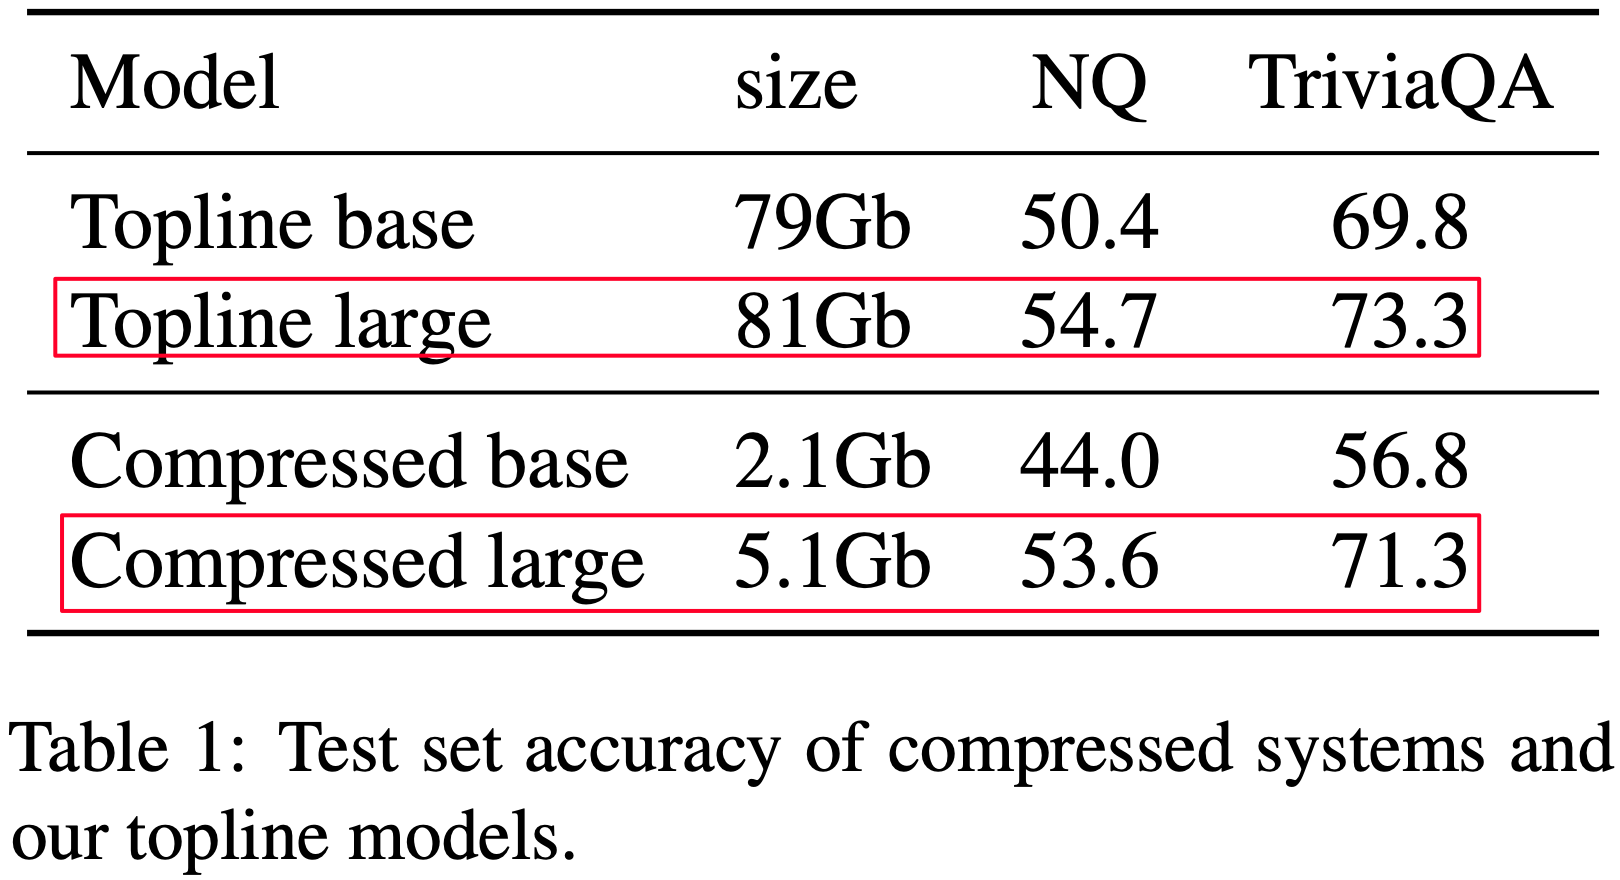 Model size NQ TriviaQA
Topline base 79Gb 50.4 69.8
Topline large 81Gb 54.7 73.3
Compressed base 2.1Gb 44.0 56.8
Compressed large 5.1Gb 53.6 71.3
Table 1: Test set accuracy of compressed systems and
our topline models.